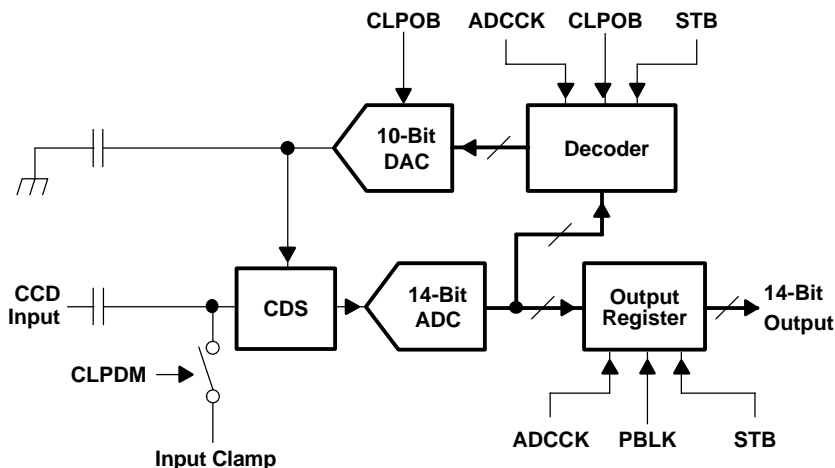 CLPOB
ADCCK
CLPOB
STB
10-Bit
DAC
Decoder
CCD
Input
CDS
14-Bit
ADC
Output
Register
14-Bit
Output
CLPDM
ADCCK
PBLK
STB
Input Clamp